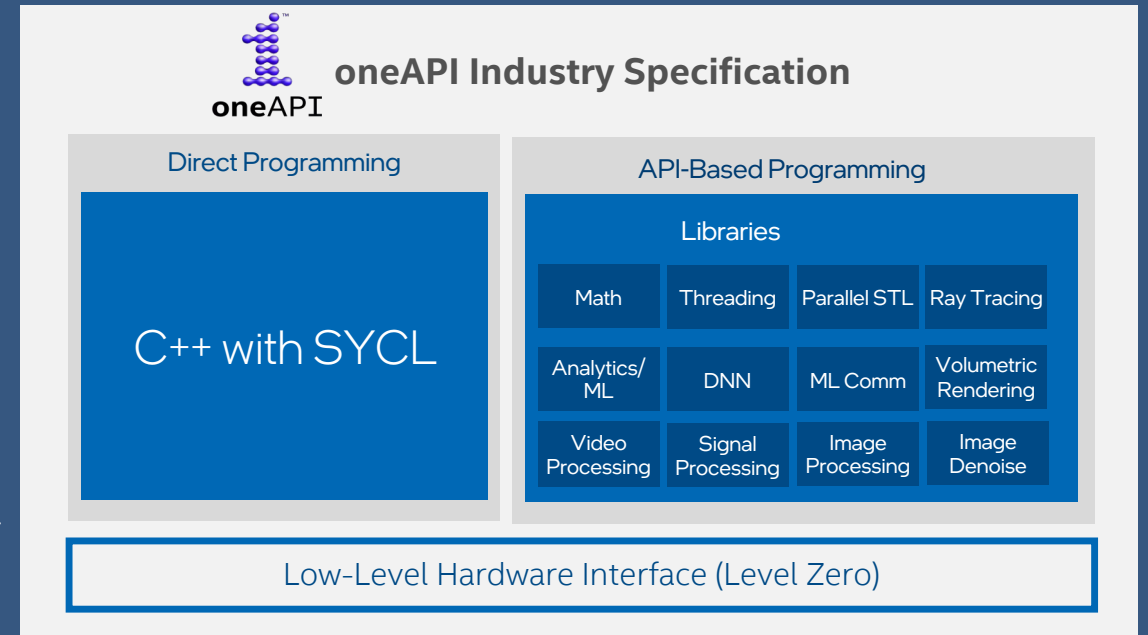 ™
oneAPI
oneAPI Industry Specification
Direct Programming
C++ with SYCL
API-Based Programming
Libraries
Math
Threading
Parallel STL
Ray Tracing
Analytics/
ML
DNN
ML Comm
Volumetric
Rendering
Video
Processing
Signal
Processing
Image
Processing
Image
Denoise
Low-Level Hardware Interface (Level Zero)